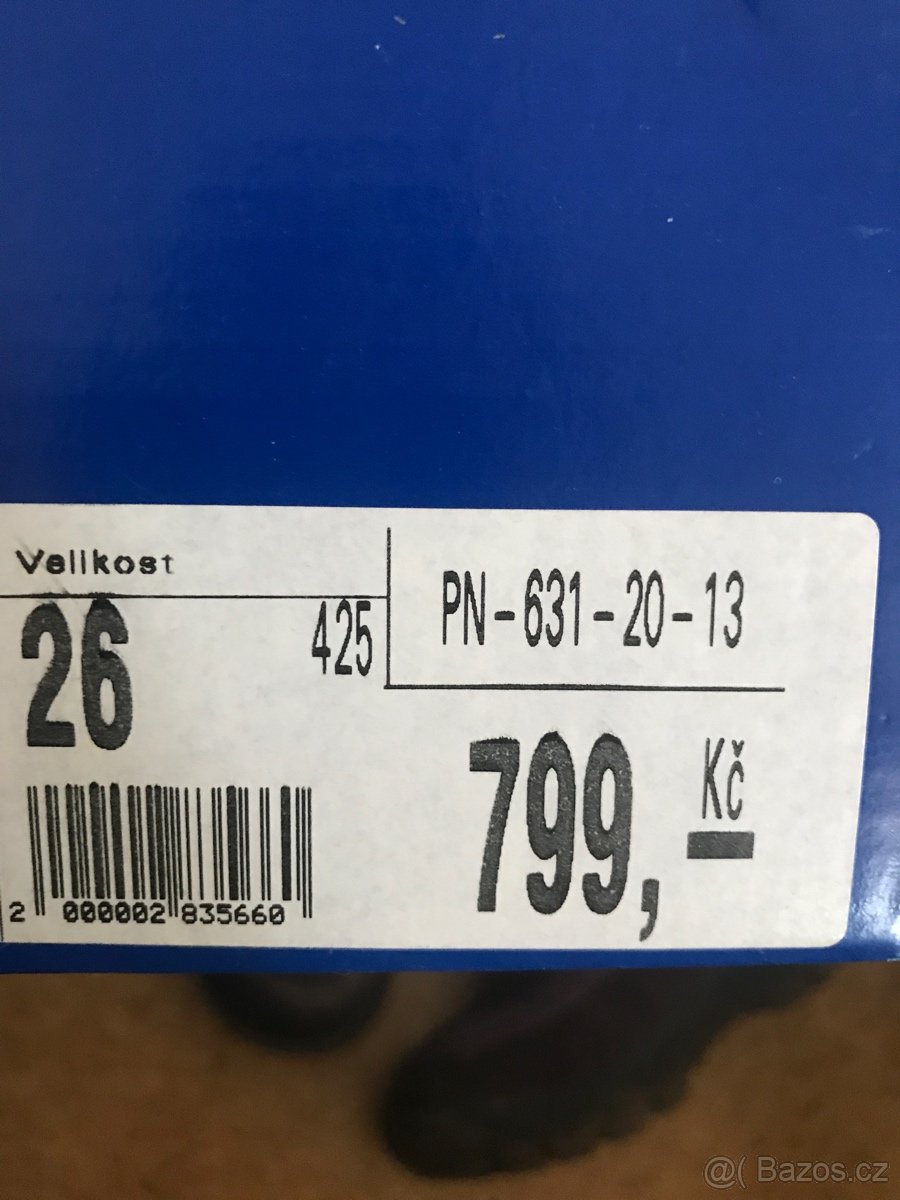 Velikost
26
425
PN-631-20-13
799,
Kč
2 000002 835660
@( Bazos.cz